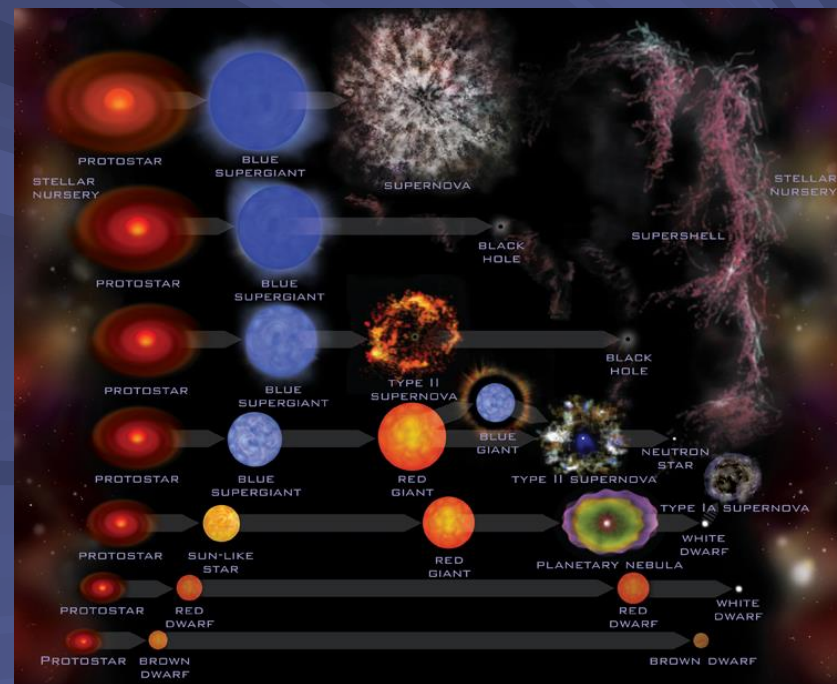 PROTOSTAR
BLUE
SUPERGIANT
SUPERNOVA
STELLAR
NURSERY
STELLAR
NURSERY
PROTOSTAR
BLUE
SUPERGIANT
BLACK
HOLE
SUPERSHELL
PROTOSTAR
BLUE
SUPERGIANT
TYPE II
SUPERNOVA
BLACK
HOLE
PROTOSTAR
BLUE
SUPERGIANT
RED
GIANT
BLUE
GIANT
TYPE II SUPERNOVA
NEUTRON
STAR
TYPE IA SUPERNOVA
PROTOSTAR
SUN-LIKE
STAR
RED
GIANT
PLANETARY NEBULA
WHITE
DWARF
PROTOSTAR
RED
DWARF
RED
DWARF
WHITE
DWARF
PROTOSTAR
BROWN
DWARF
BROWN DWARF